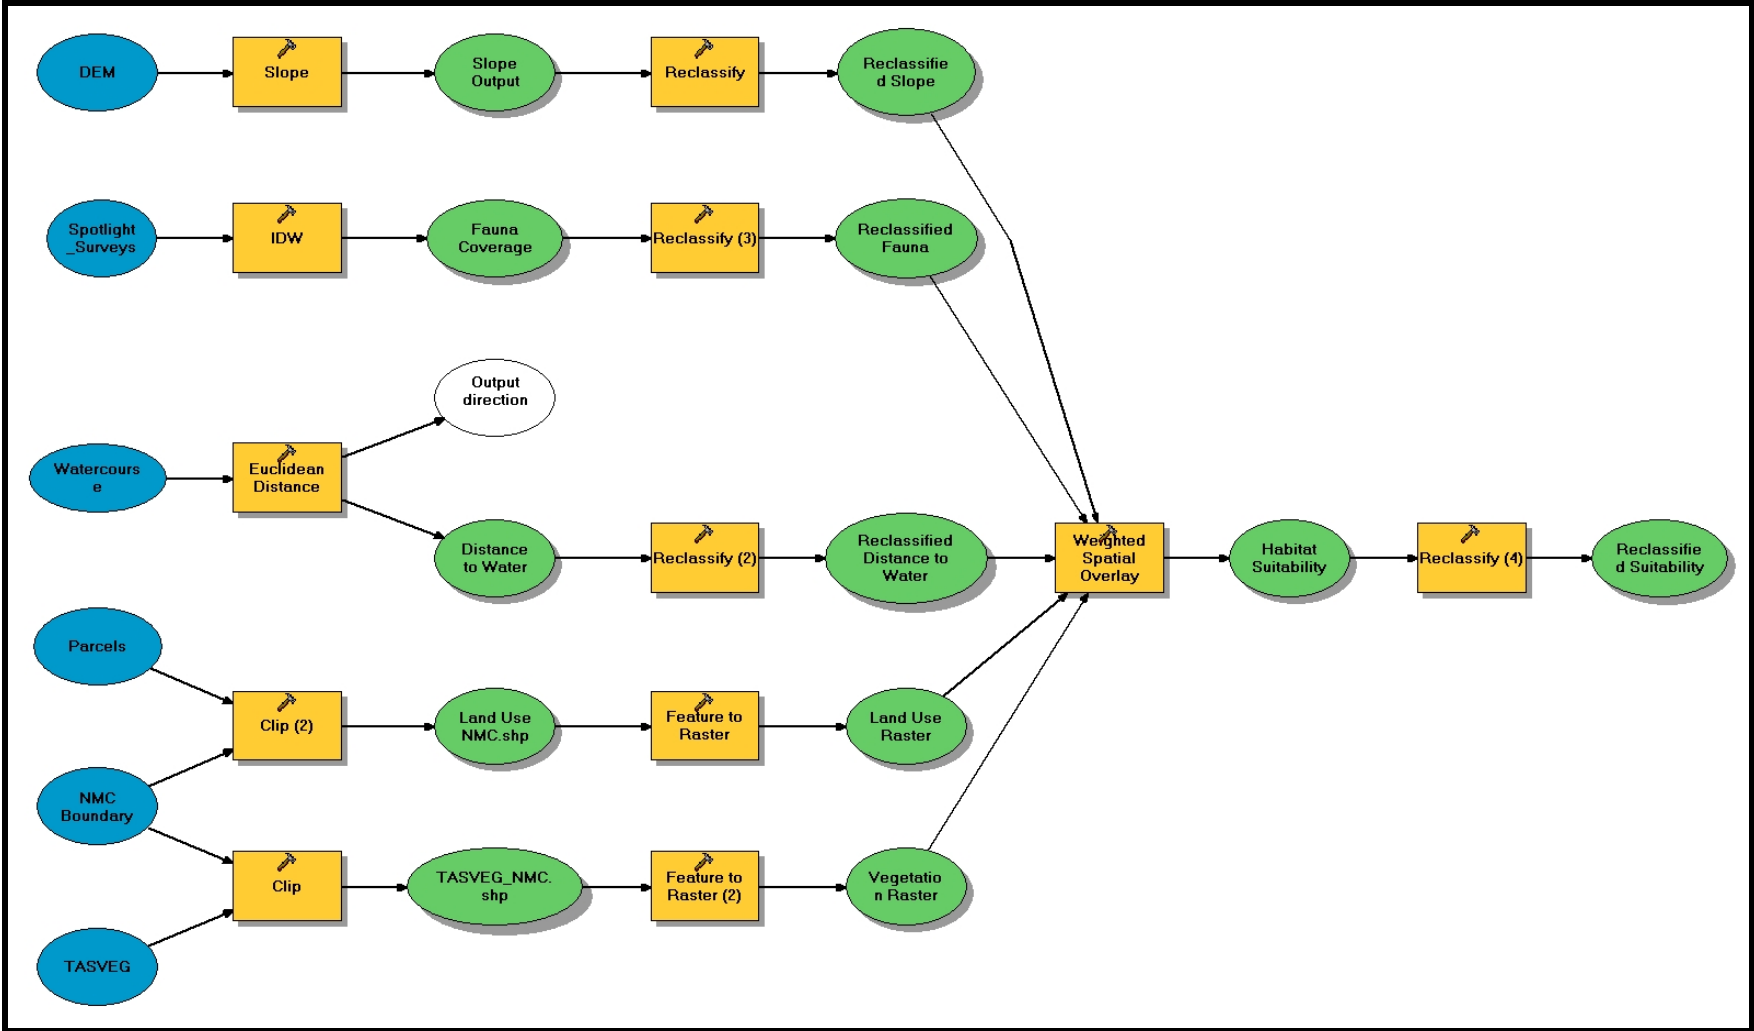 DEM
Slope
Slope
Output
Reclassify
Reclassifie
d Slope
Spotlight
_Surveys
IDW
Fauna
Coverage
Reclassify (3)
Reclassified
Fauna
Output
direction
Watercours
e
Euclidean
Distance
Distance
to Water
Reclassify (2)
Reclassified
Distance to
Water
Weighted
Spatial
Overlay
Habitat
Suitability
Reclassify (4)
Reclassifie
d Suitability
Parcels
Clip (2)
Land Use
NMC.shp
Feature to
Raster
Land Use
Raster
NMC
Boundary
Clip
TASVEG_NMC.
shp
Feature to
Raster (2)
Vegetatio
n Raster
TASVEG